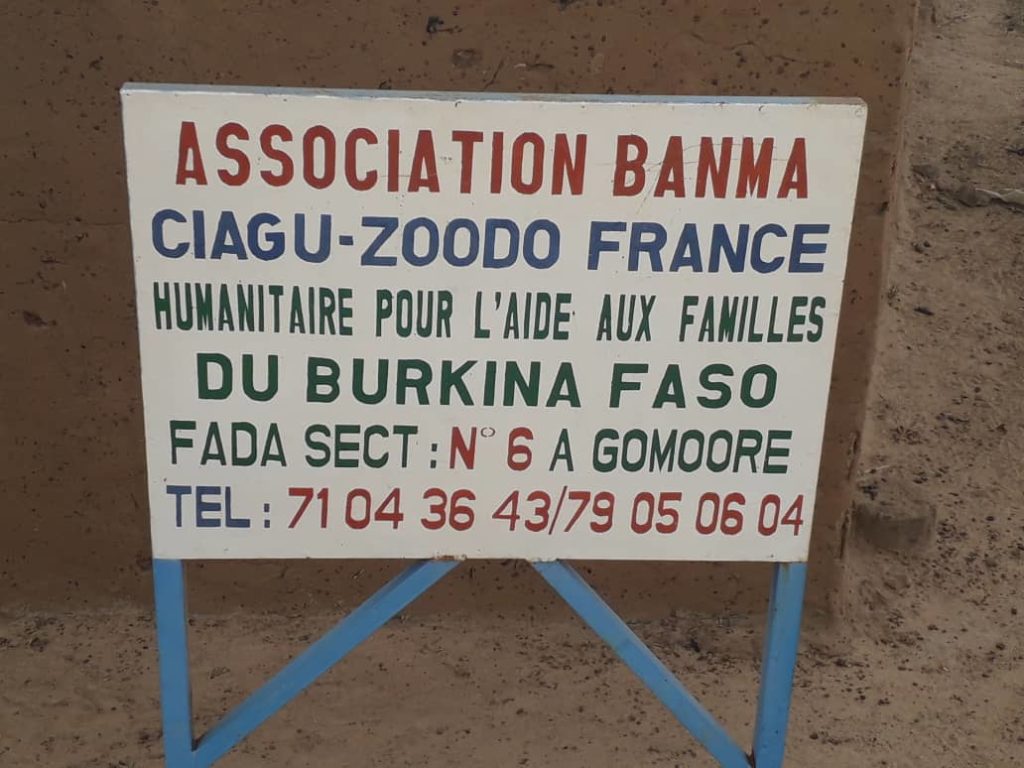 ASSOCIATION BANMA
CIAGU-ZOODO FRANCE
HUMANITAIRE POUR L'AIDE AUX FAMILLES
DU BURKINA FASO
FADA SECT : N° 6 A GOMOORE
TEL : 71 04 36 43/79 05 06 04